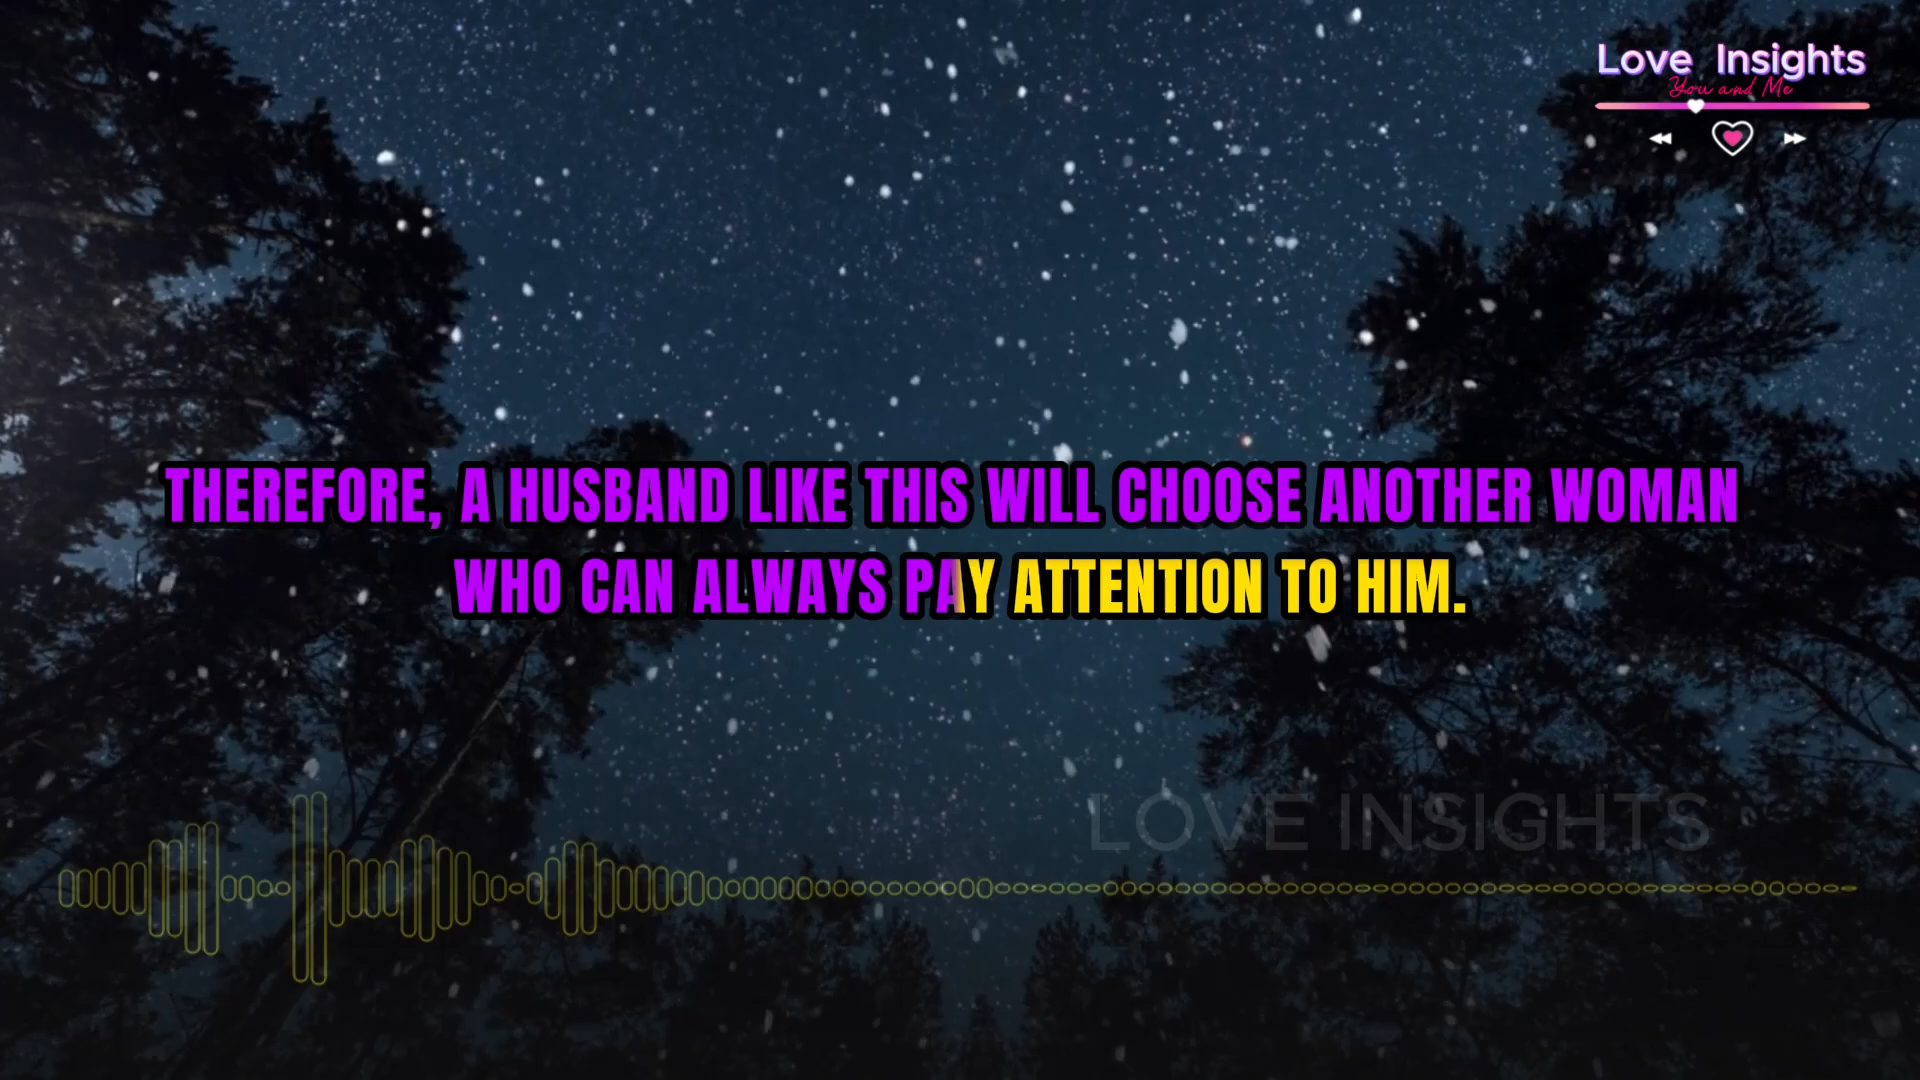 Love Insights
You and Me
THEREFORE, A HUSBAND LIKE THIS WILL CHOOSE ANOTHER WOMAN
WHO CAN ALWAYS PAY ATTENTION TO HIM.
LOVE INSIGHTS